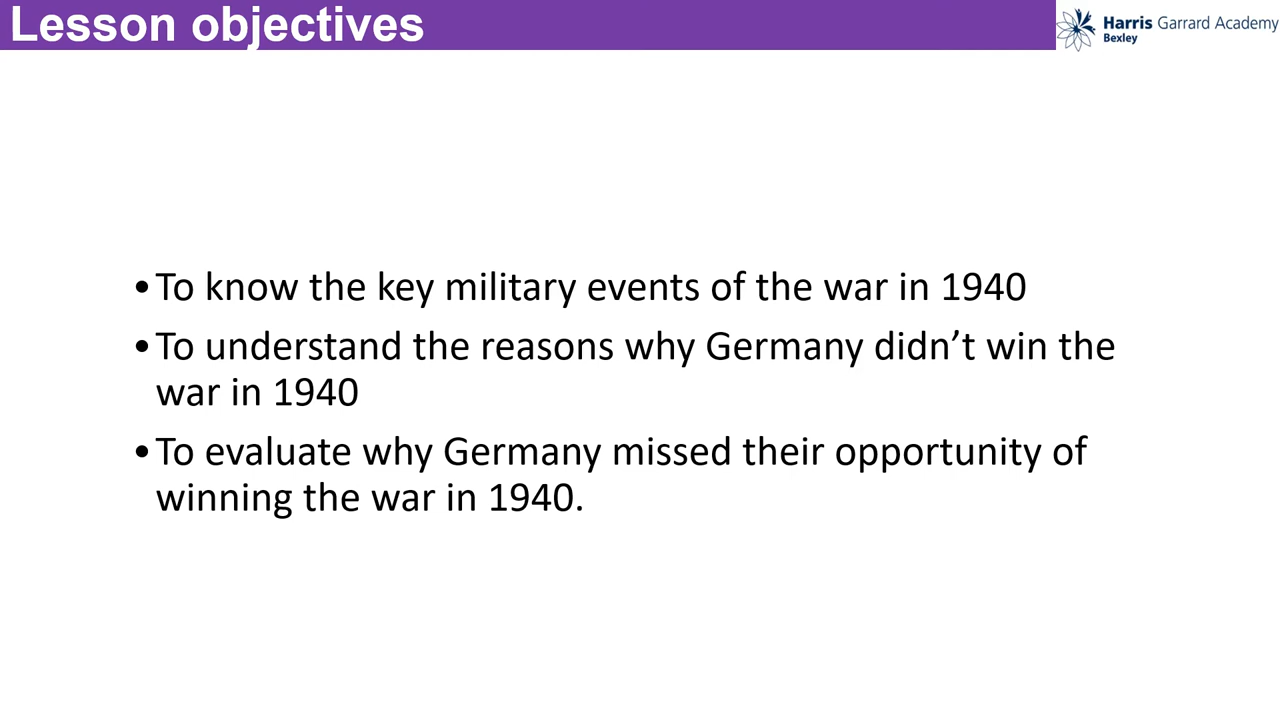 Lesson objectives
Harris Garrard Academy
Bexley
•To know the key military events of the war in 1940
•To understand the reasons why Germany didn’t win the
war in 1940
•To evaluate why Germany missed their opportunity of
winning the war in 1940.